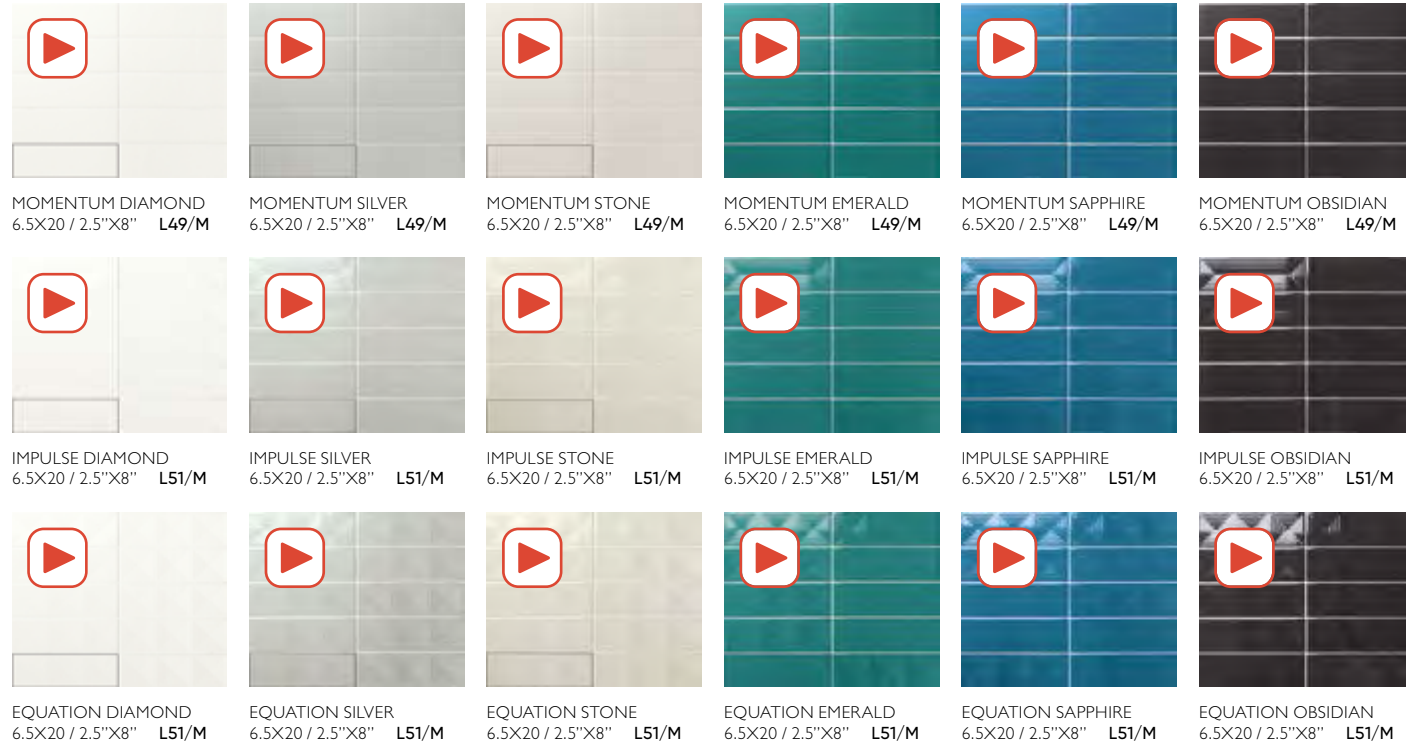 MOMENTUM DIAMOND
6.5X20 / 2.5”X8” L49/M
MOMENTUM SILVER
6.5X20 / 2.5”X8” L49/M
MOMENTUM STONE
6.5X20 / 2.5”X8” L49/M
MOMENTUM EMERALD
6.5X20 / 2.5”X8” L49/M
MOMENTUM SAPPHIRE
6.5X20 / 2.5”X8” L49/M
MOMENTUM OBSIDIAN
6.5X20 / 2.5”X8” L49/M
IMPULSE DIAMOND
6.5X20 / 2.5”X8” L51/M
IMPULSE SILVER
6.5X20 / 2.5”X8” L51/M
IMPULSE STONE
6.5X20 / 2.5”X8” L51/M
IMPULSE EMERALD
6.5X20 / 2.5”X8” L51/M
IMPULSE SAPPHIRE
6.5X20 / 2.5”X8” L51/M
IMPULSE OBSIDIAN
6.5X20 / 2.5”X8” L51/M
EQUATION DIAMOND
6.5X20 / 2.5”X8” L51/M
EQUATION SILVER
6.5X20 / 2.5”X8” L51/M
EQUATION STONE
6.5X20 / 2.5”X8” L51/M
EQUATION EMERALD
6.5X20 / 2.5”X8” L51/M
EQUATION SAPPHIRE
6.5X20 / 2.5”X8” L51/M
EQUATION OBSIDIAN
6.5X20 / 2.5”X8” L51/M